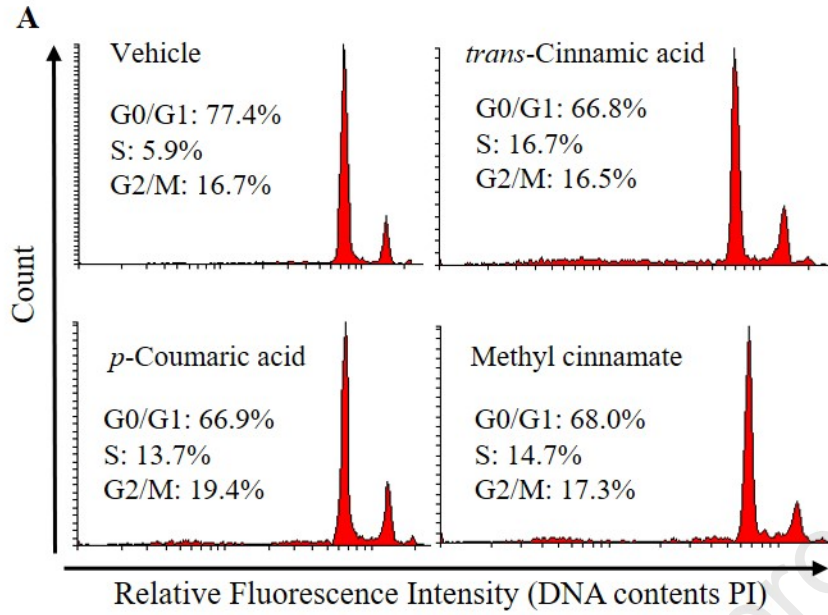 A
Vehicle
G0/G1: 77.4%
S: 5.9%
G2/M: 16.7%
trans-Cinnamic acid
G0/G1: 66.8%
S: 16.7%
G2/M: 16.5%
p-Coumaric acid
G0/G1: 66.9%
S: 13.7%
G2/M: 19.4%
Methyl cinnamate
G0/G1: 68.0%
S: 14.7%
G2/M: 17.3%
Count
Relative Fluorescence Intensity (DNA contents PI)